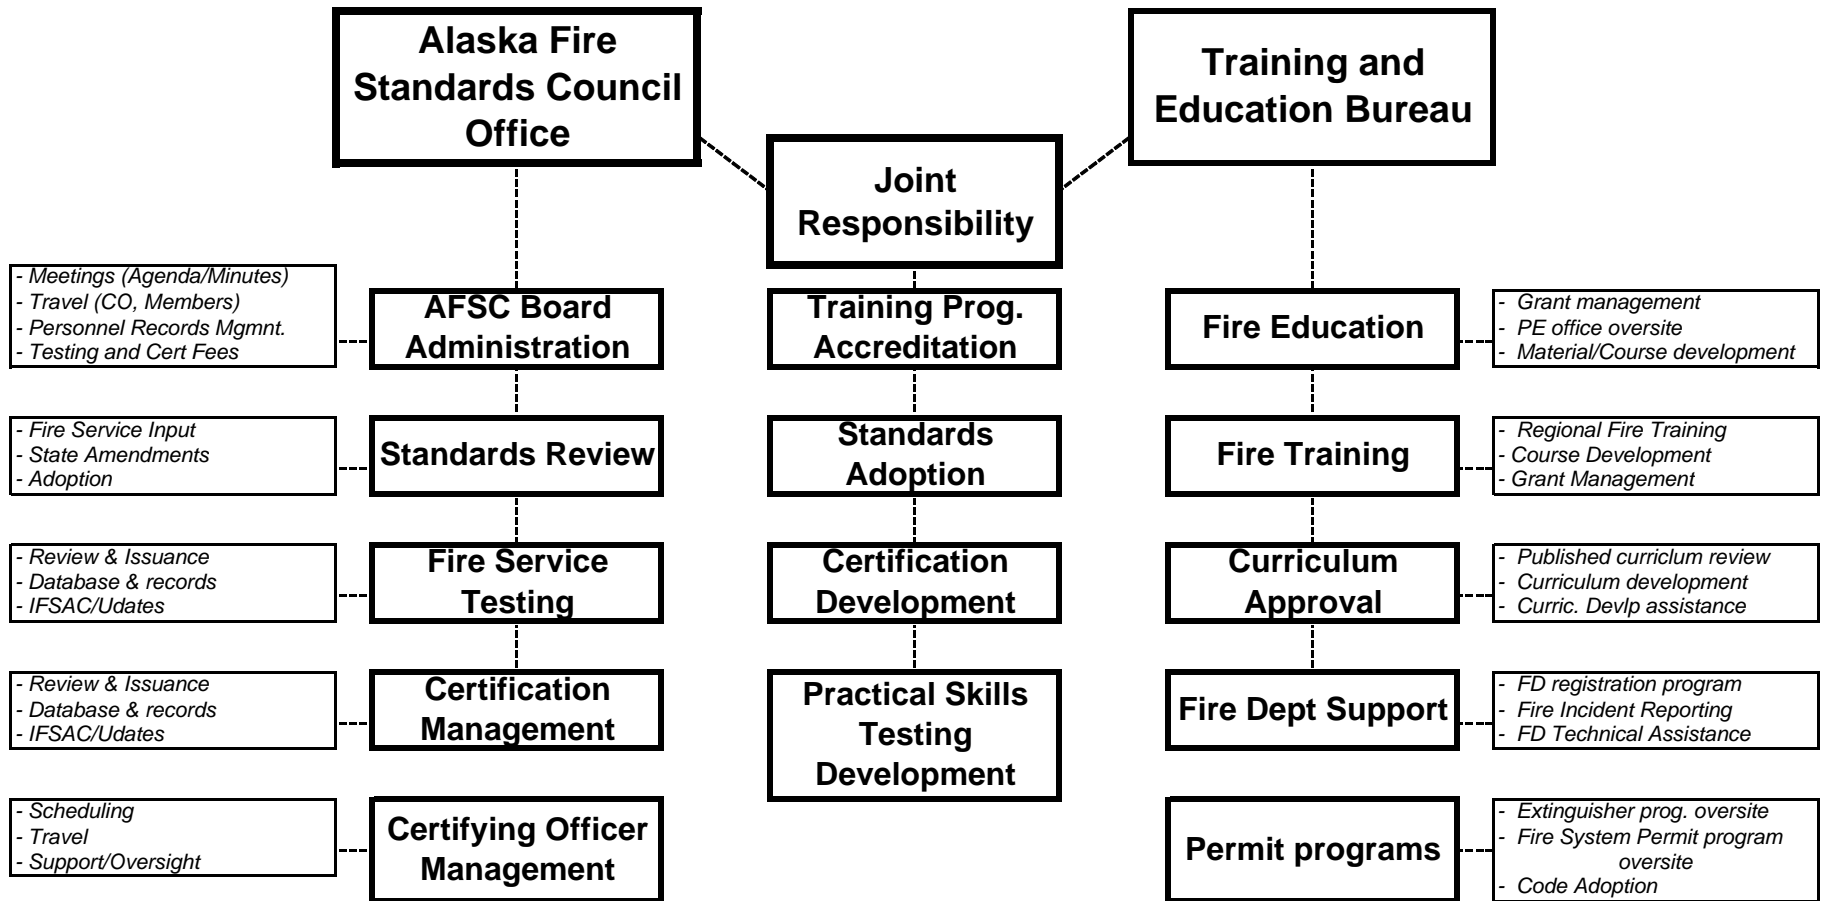 Alaska Fire
Standards Council
Office
Training and
Education Bureau
Joint
Responsibility
- Meetings (Agenda/Minutes)
- Travel (CO, Members)
- Personnel Records Mgmnt.
- Testing and Cert Fees
AFSC Board
Administration
Training Prog.
Accreditation
Fire Education
- Grant management
- PE office oversite
- Material/Course development
- Fire Service Input
- State Amendments
- Adoption
Standards Review
Standards
Adoption
Fire Training
- Regional Fire Training
- Course Development
- Grant Management
- Review & Issuance
- Database & records
- IFSAC/Udates
Fire Service
Testing
Certification
Development
Curriculum
Approval
- Published curriclum review
- Curriculum development
- Curric. Devlp assistance
- Review & Issuance
- Database & records
- IFSAC/Udates
Certification
Management
Practical Skills
Testing
Development
Fire Dept Support
- FD registration program
- Fire Incident Reporting
- FD Technical Assistance
- Scheduling
- Travel
- Support/Oversight
Certifying Officer
Management
Permit programs
- Extinguisher prog. oversite
- Fire System Permit program
oversite
- Code Adoption